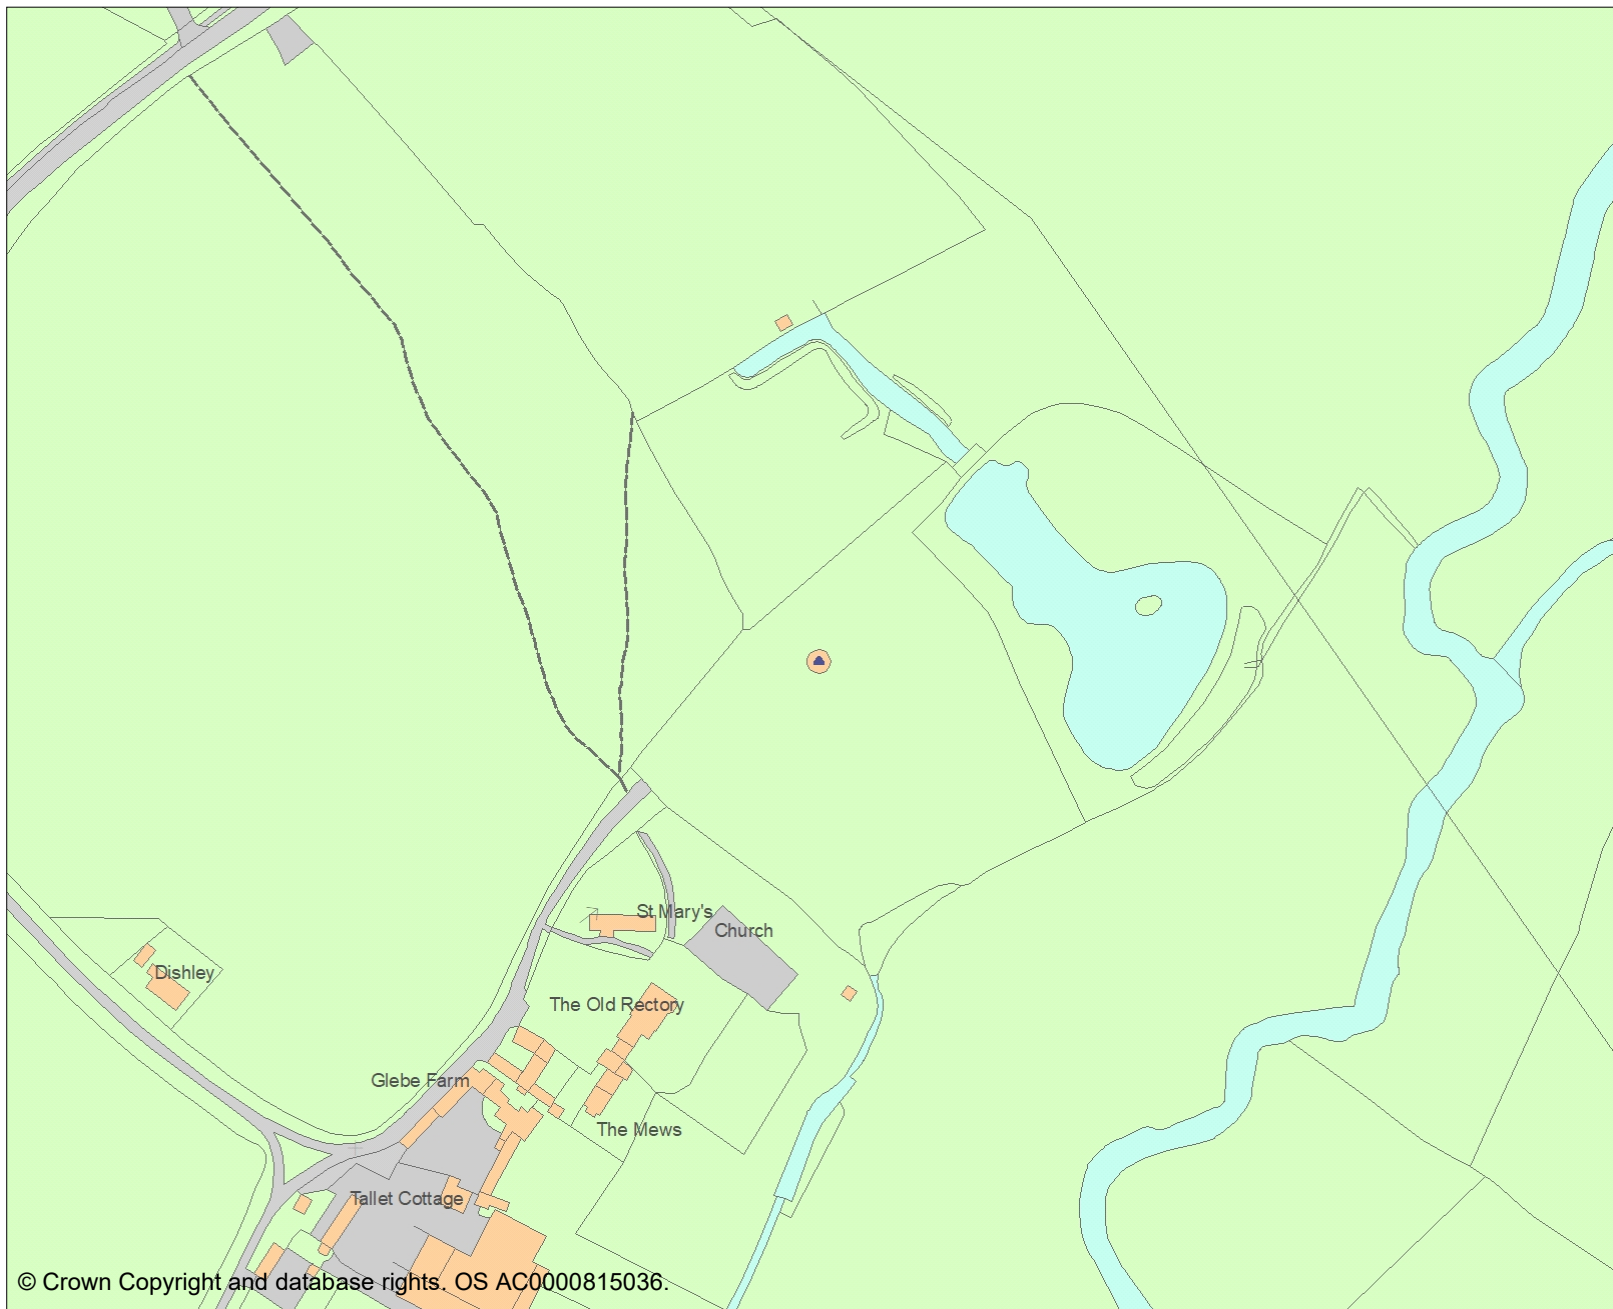 St Mary's
Church
Dishley
The Old Rectory
Glebe Farm
The Mews
Tallet Cottage
© Crown Copyright and database rights. OS AC0000815036.